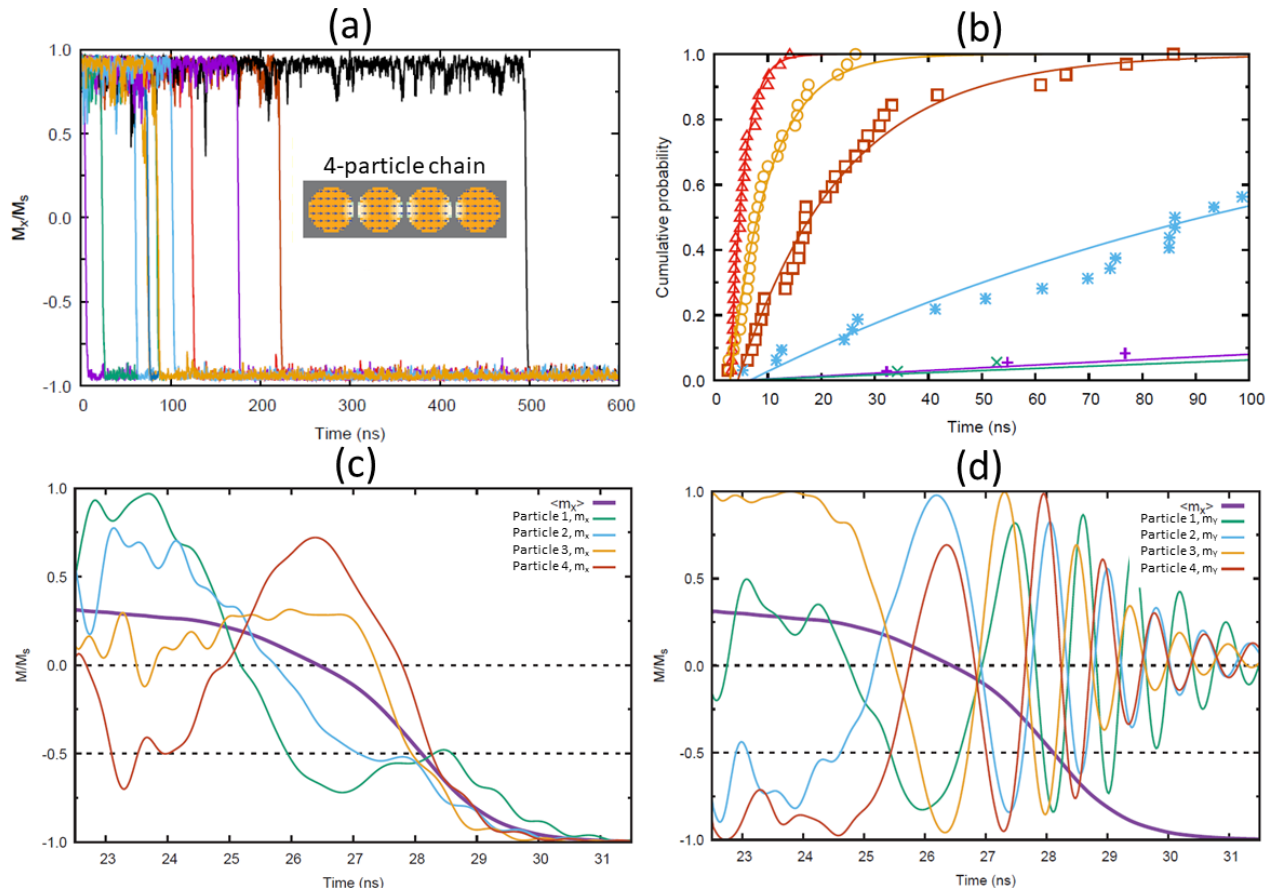 (a)
1.0
0.5
0.0
-0.5
-1.0
Mx/Ms
4-particle chain
0 100 200 300 400 500 600
Time (ns)
(b)
1.0
0.8
0.6
0.4
0.2
0.0
Cumulative probability
0 10 20 30 40 50 60 70 80 90 100
Time (ns)
(c)
1.0
0.5
0.0
-0.5
-1.0
M/Ms
<mx>
Particle 1, mx
Particle 2, mx
Particle 3, mx
Particle 4, mx
23 24 25 26 27 28 29 30 31
Time (ns)
(d)
1.0
0.5
0.0
-0.5
-1.0
M/Ms
<mx>
Particle 1, mY
Particle 2, mY
Particle 3, mY
Particle 4, mY
23 24 25 26 27 28 29 30 31
Time (ns)